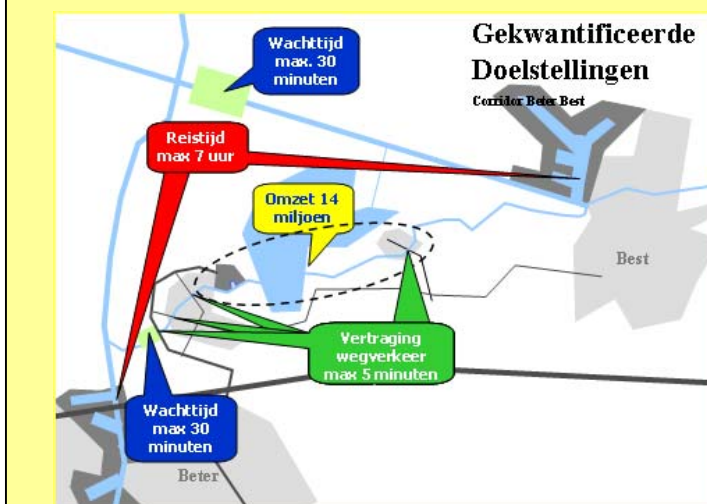 Gekwantificeerde
Doelstellingen
Corridor Beter Best
Wachttijd
max. 30
minuten
Reistijd
max 7 uur
Omzet 14
miljoen
Best
Vertraging
wegverkeer
max 5 minuten
Wachttijd
max 30
minuten
Beter